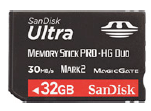 SanDisk
Ultra
MEMORY STICK PRO-HG DUO
30MB/s MARK2 MAGICGATE
32GB SanDisk